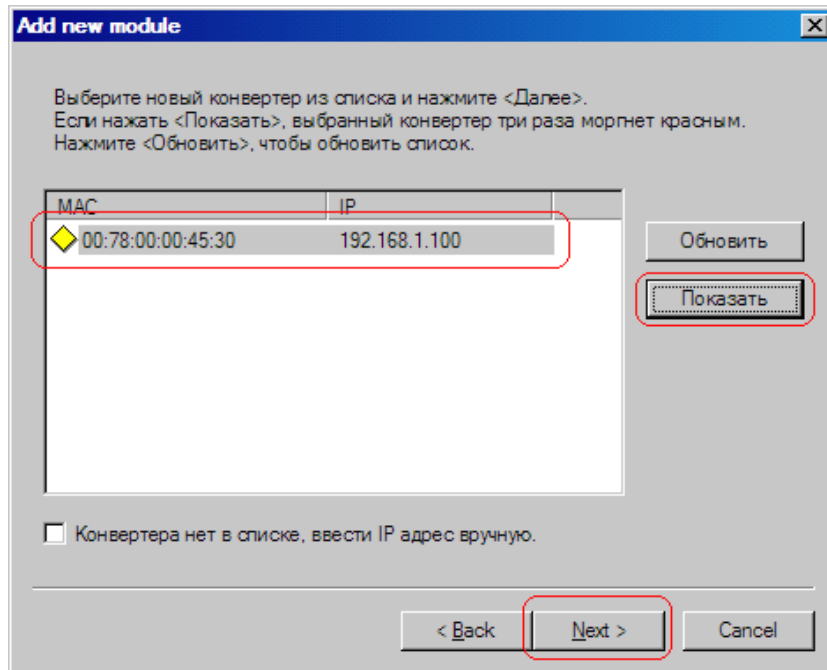 Add new module
Выберите новый конвертер из списка и нажмите <Далее>.
Если нажать <Показать>, выбранный конвертер три раза моргнет красным.
Нажмите <Обновить>, чтобы обновить список.
MAC IP
00:78:00:00:45:30 192.168.1.100
Обновить
Показать
Конвертера нет в списке, ввести IP адрес вручную.
< Back Next > Cancel